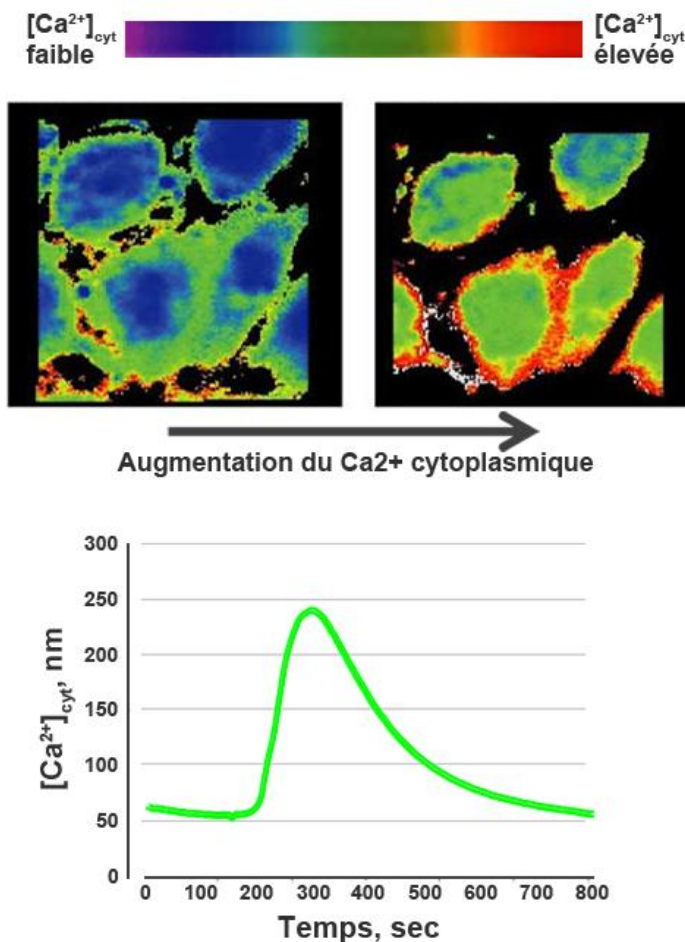 [Ca²⁺]cyt
faible
[Ca²⁺]cyt
élevée
Augmentation du Ca2+ cytoplasmique
[Ca²⁺]cyt, nm
300
250
200
150
100
50
0
0 100 200 300 400 500 600 700 800
Temps, sec